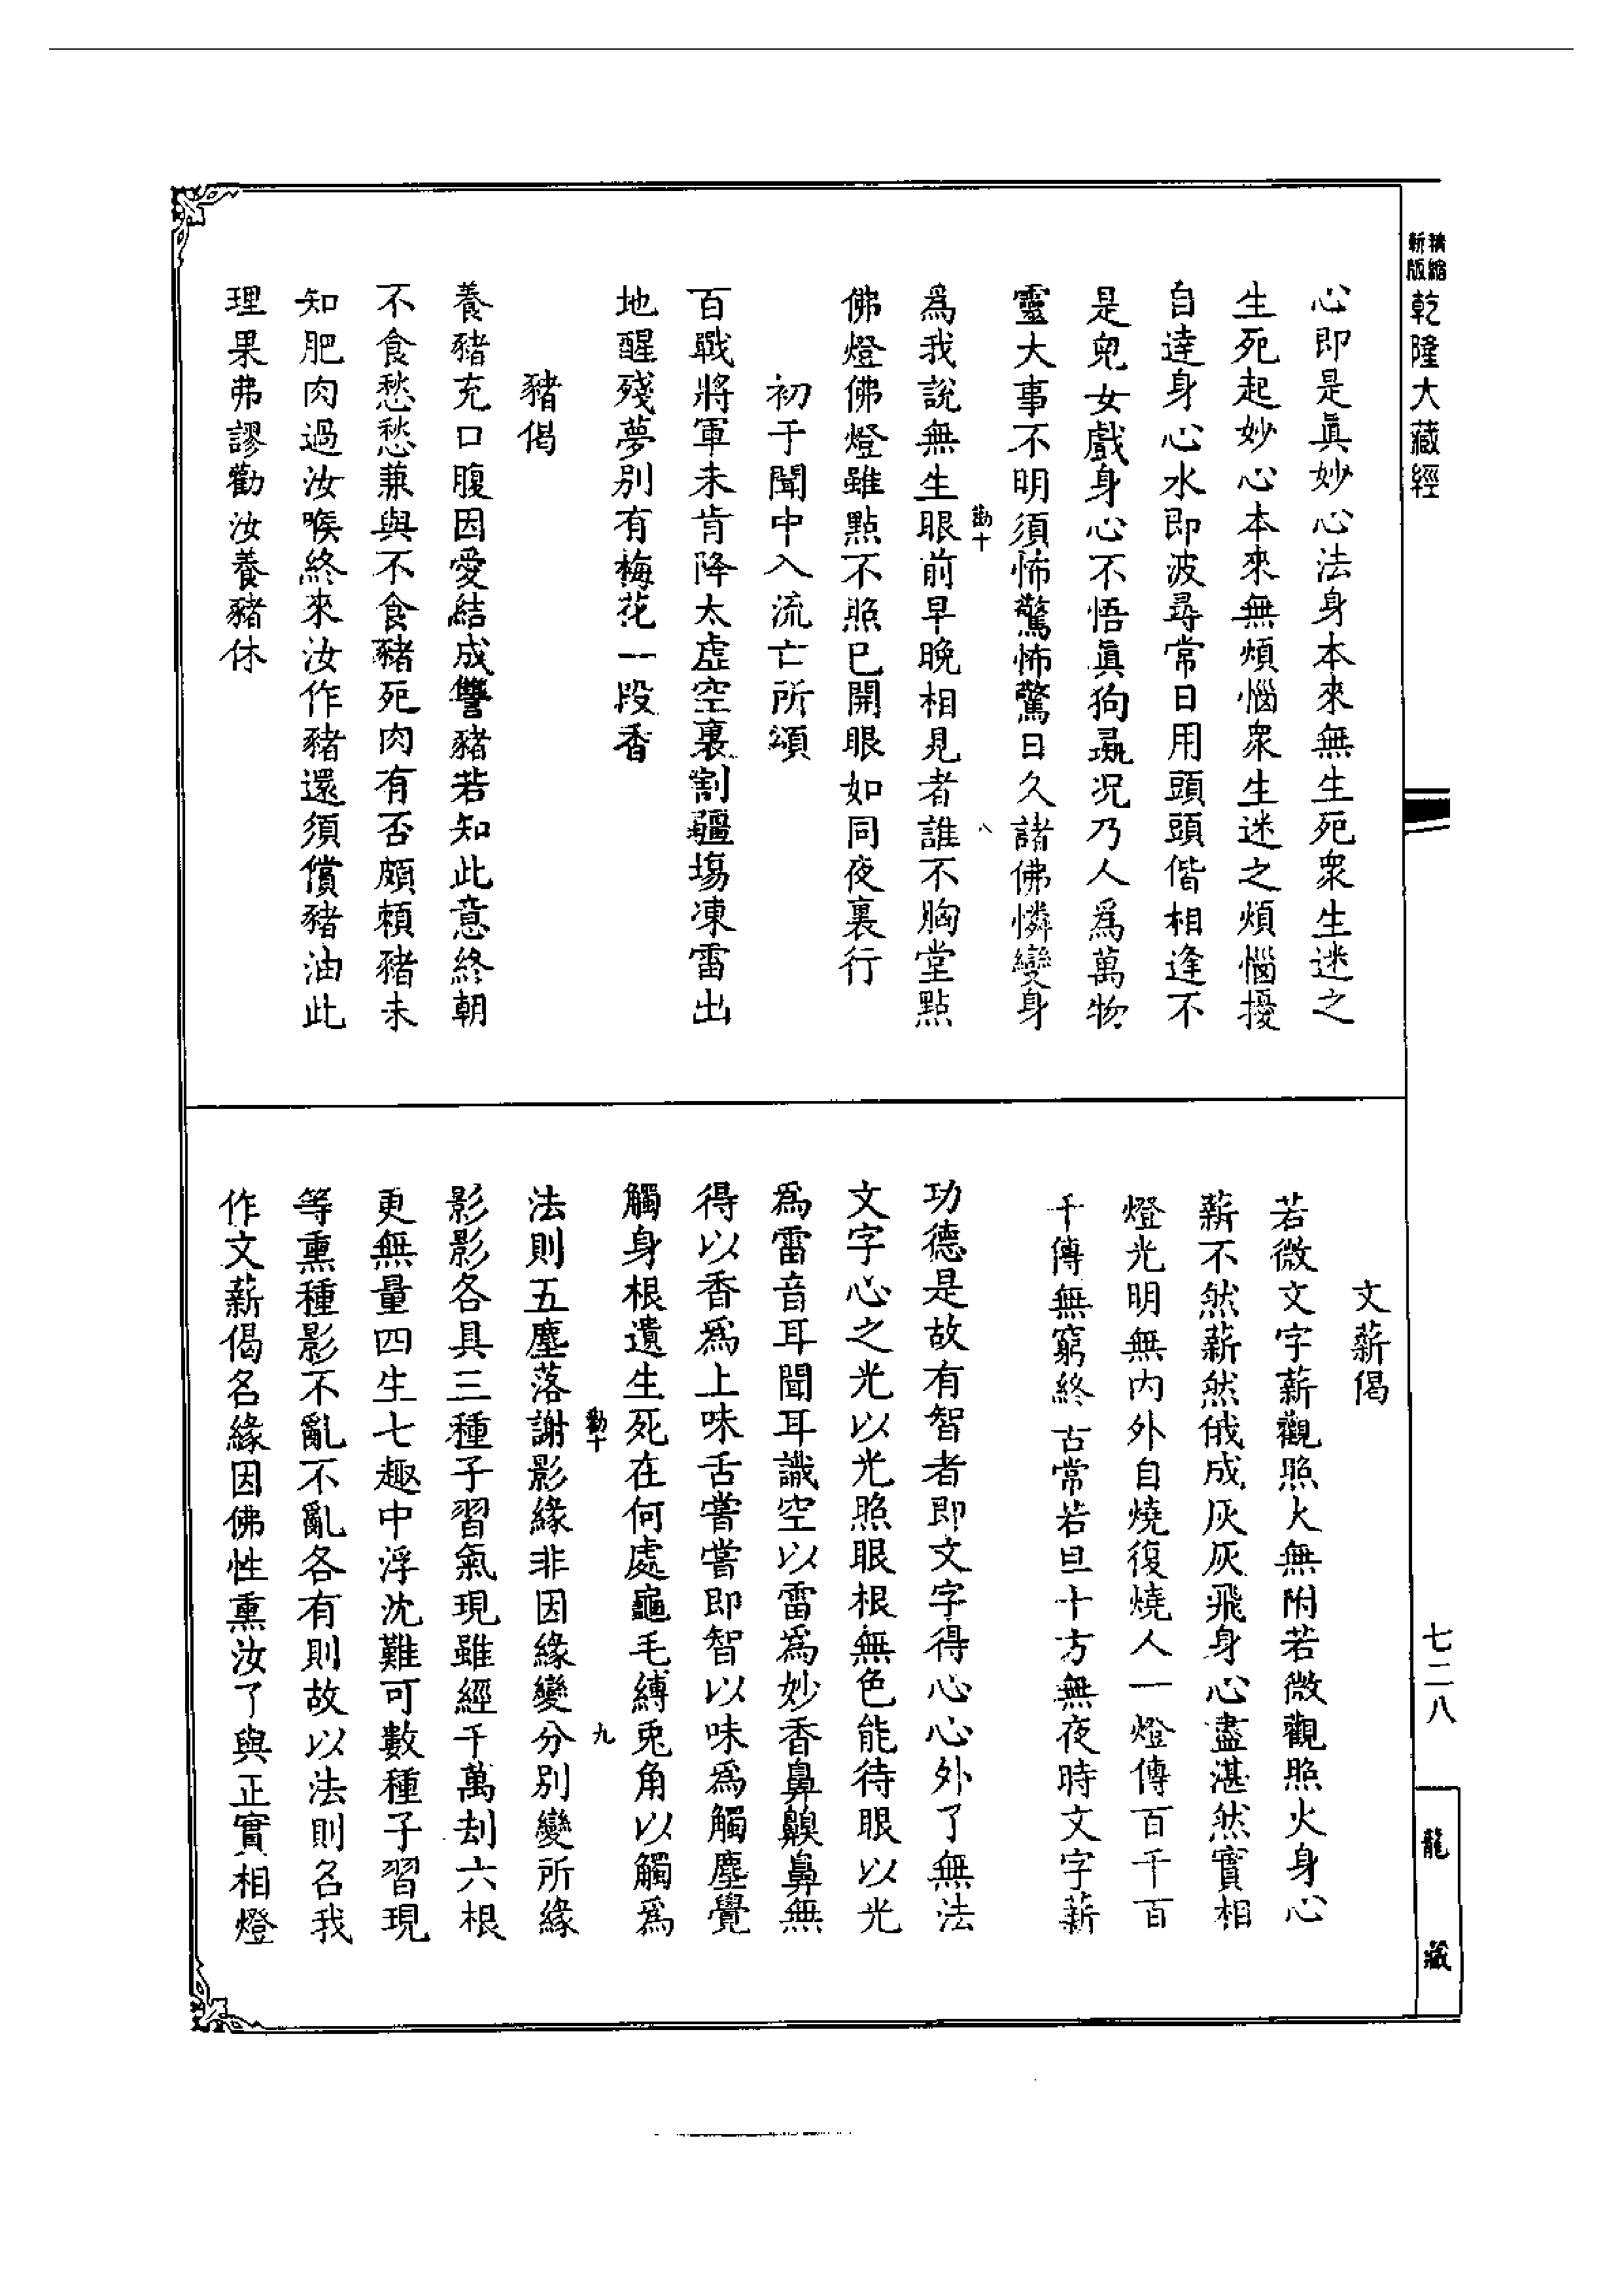 精縮新版乾隆大藏經
心即是眞妙心法身本來無生死衆生迷之
生死起妙心本來無煩惱衆生迷之煩惱擾
自達身心水即波尋常日用頭頭偕相逢不
是兒女戲身心不悟眞狗𤜶况乃人爲萬物
靈大事不明須怖驚怖驚日久諸佛憐變身
爲我説無生眼前早晚相見者誰不胸堂點
勸十
八
佛燈佛燈雖點不照已開眼如同夜裏行
初于聞中入流亡所頌
百戰將軍未肯降太虛空裏割疆埸凍雷出
地醒殘夢別有梅花一段香
豬偈
養豬充口腹因愛結成讐豬若知此意終朝
不食愁愁兼與不食豬死肉有否頗賴豬未
知肥肉過汝喉終來汝作豬還須償豬油此
理果弗謬勸汝養豬休
文薪偈
若微文字薪觀照火無附若微觀照火身心
薪不然薪然俄成灰灰飛身心盡湛然實相
燈光明無内外自燒復燒人一燈傳百千百
千傳無窮終古常若旦十方無夜時文字薪
功德是故有智者即文字得心心外了無法
文字心之光以光照眼根無色能待眼以光
爲雷音耳聞耳識空以雷爲妙香鼻齅鼻無
得以香爲上味舌嘗嘗即智以味爲觸塵覺
觸身根遺生死在何處龜毛縛兎角以觸爲
勸十
九
法則五塵落謝影緣非因緣變分別變所緣
影影各具三種子習氣現雖經千萬刦六根
更無量四生七趣中浮沈難可數種子習現
等熏種影不亂不亂各有則故以法則名我
作文薪偈名緣因佛性熏汝了與正實相燈
七二八
龍藏